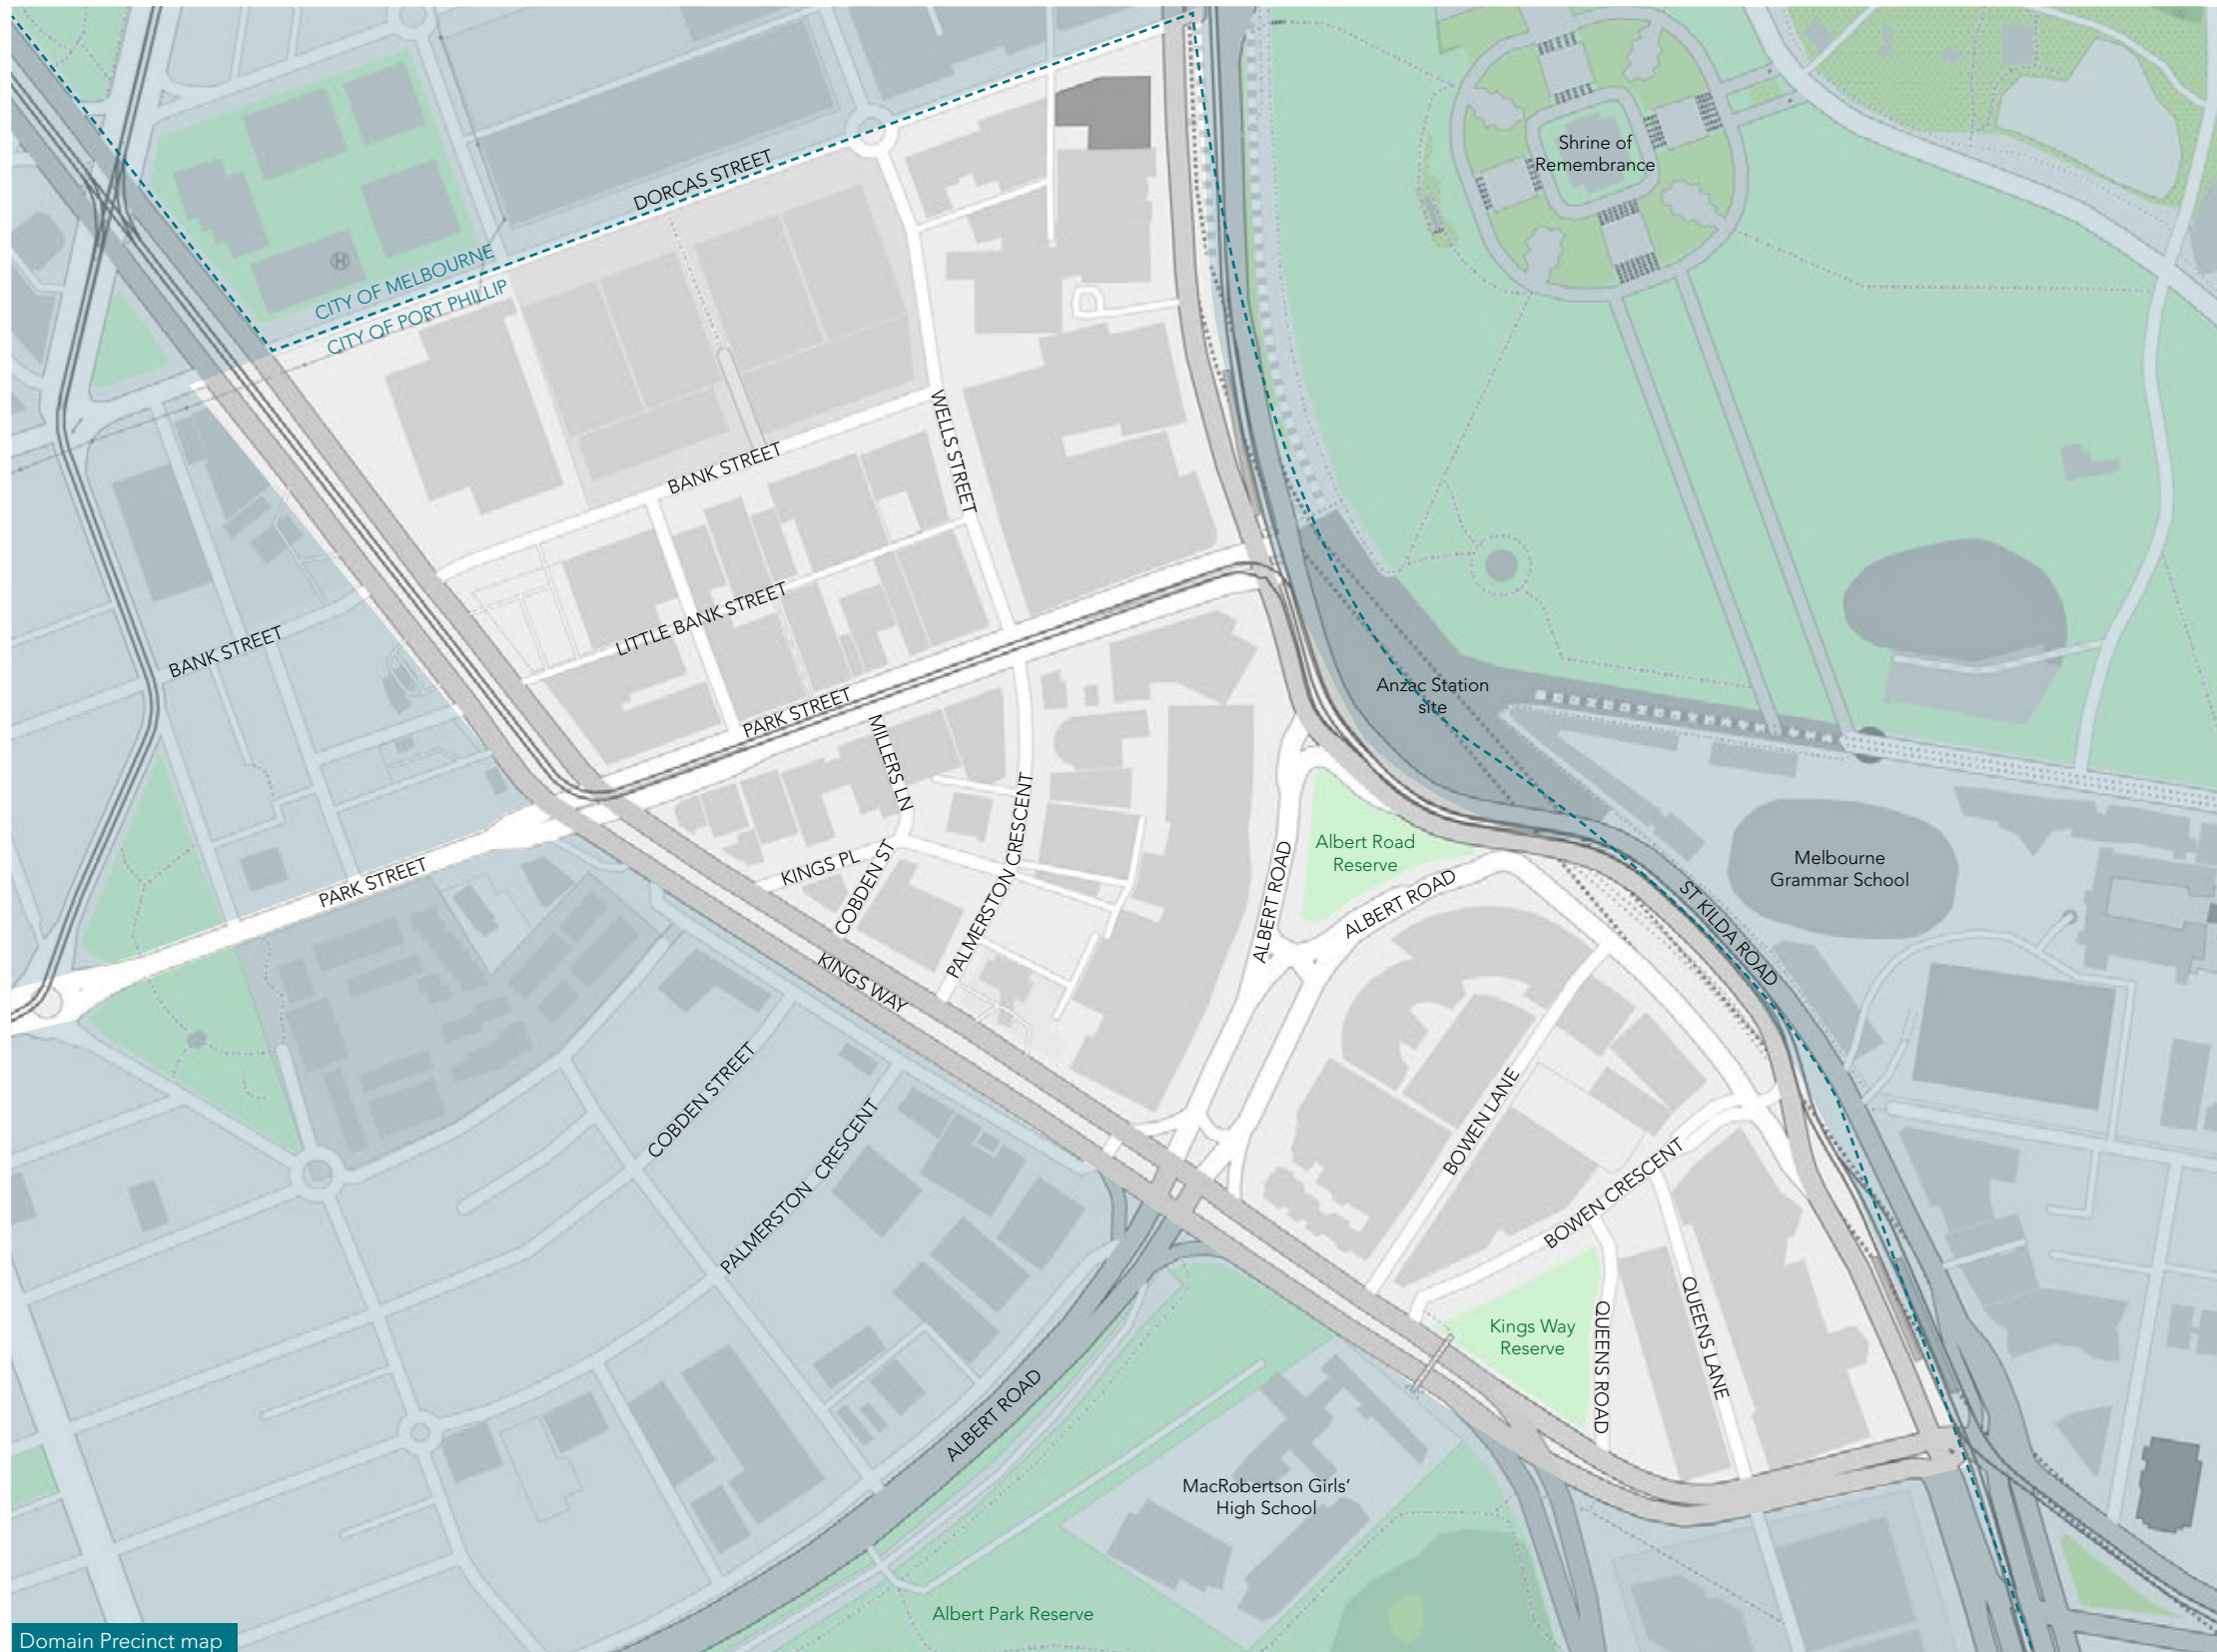 Shrine of
Remembrance
DORCAS STREET
CITY OF MELBOURNE
CITY OF PORT PHILLIP
H
WELLS STREET
BANK STREET
LITTLE BANK STREET
BANK STREET
PARK STREET
Anzac Station
site
MILLERS LN
PALMERSTON CRESCENT
KINGS PL
COBDEN ST
PARK STREET
Albert Road
Reserve
ALBERT ROAD
ALBERT ROAD
Melbourne
Grammar School
ST KILDA ROAD
KINGS WAY
COBDEN STREET
PALMERSTON CRESCENT
BOWEN LANE
BOWEN CRESCENT
Kings Way
Reserve
QUEENS ROAD
QUEENS LANE
ALBERT ROAD
MacRobertson Girls'
High School
Albert Park Reserve
Domain Precinct map